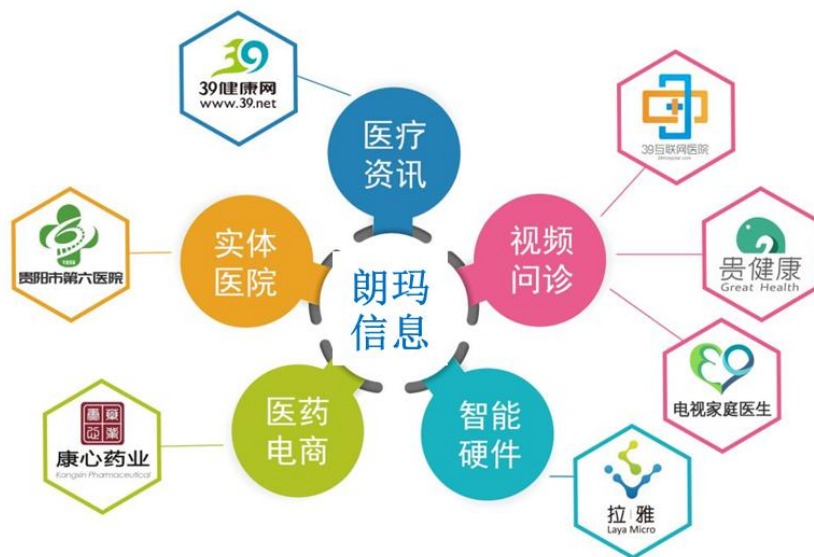 39健康网
www.39.net
医疗
资讯
39互联网医院
实体
医院
视频
问诊
贵阳市第六医院
1935
朗玛
信息
贵健康
Great Health
电视家庭医生
医药
电商
智能
硬件
康心药业
Kangxin Pharmaceutical
拉雅
Laya Micro